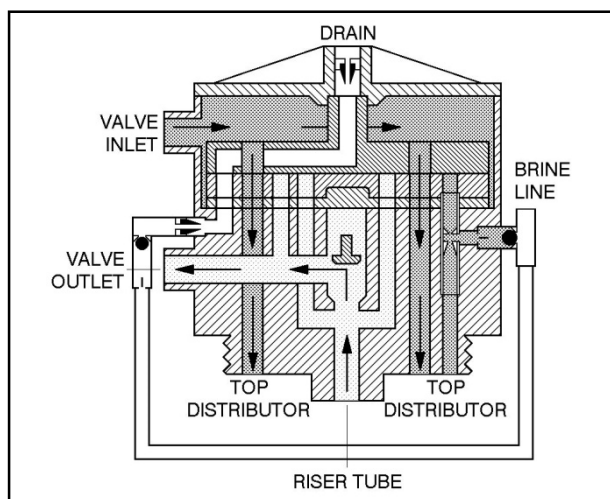 DRAIN
VALVE
INLET
BRINE
LINE
VALVE
OUTLET
TOP
DISTRIBUTOR
TOP
DISTRIBUTOR
RISER TUBE